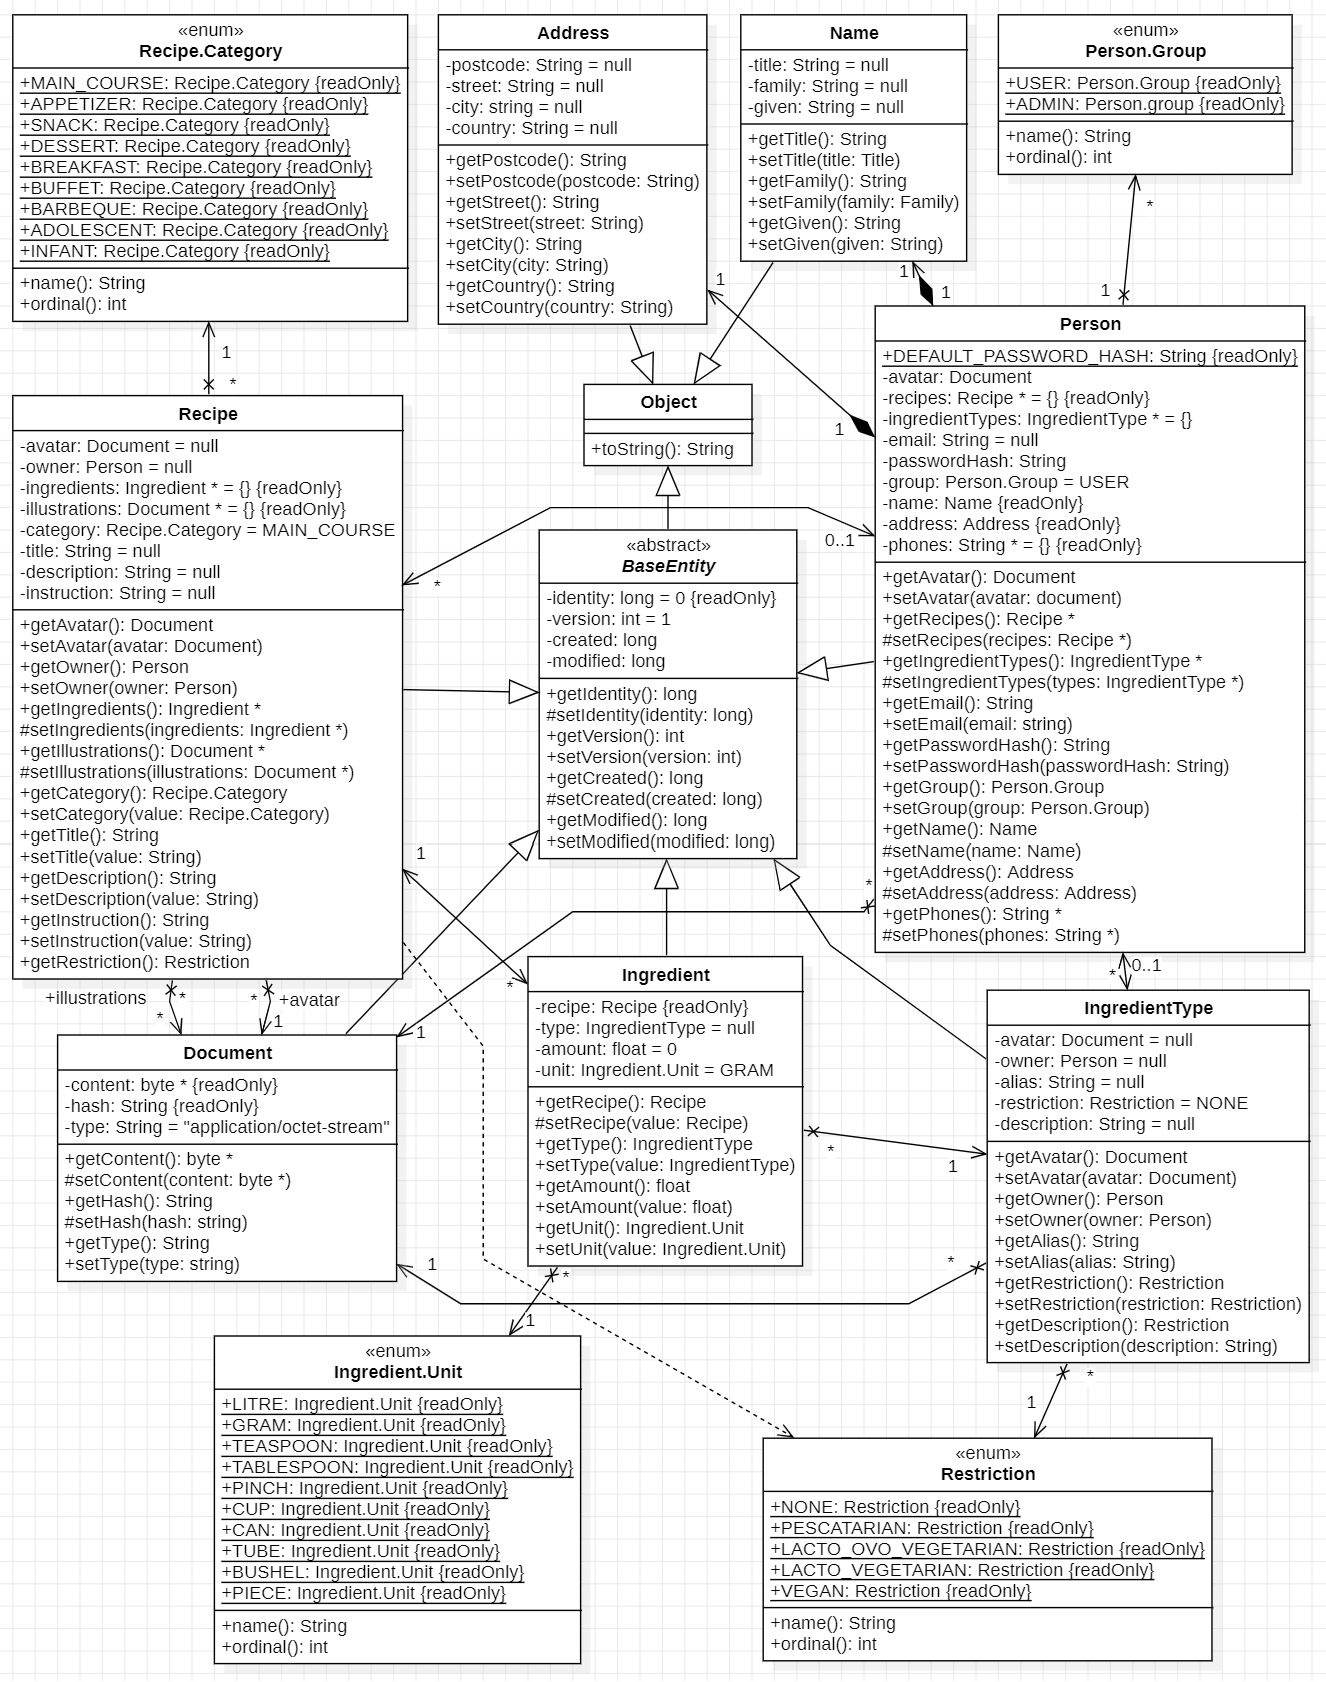 «enum»
Recipe.Category
+MAIN_COURSE: Recipe.Category {readOnly}
+APPETIZER: Recipe.Category {readOnly}
+SNACK: Recipe.Category {readOnly}
+DESSERT: Recipe.Category {readOnly}
+BREAKFAST: Recipe.Category {readOnly}
+BUFFET: Recipe.Category {readOnly}
+BARBEQUE: Recipe.Category {readOnly}
+ADOLESCENT: Recipe.Category {readOnly}
+INFANT: Recipe.Category {readOnly}
+name(): String
+ordinal(): int
Address
-postcode: String = null
-street: String = null
-city: string = null
-country: String = null
+getPostcode(): String
+setPostcode(postcode: String)
+getStreet(): String
+setStreet(street: String)
+getCity(): String
+setCity(city: String)
+getCountry(): String
+setCountry(country: String)
Name
-title: String = null
-family: String = null
-given: String = null
+getTitle(): String
+setTitle(title: Title)
+getFamily(): String
+setFamily(family: Family)
+getGiven(): String
+setGiven(given: String)
«enum»
Person.Group
+USER: Person.Group {readOnly}
+ADMIN: Person.group {readOnly}
+name(): String
+ordinal(): int
*
1
1
1
1
1
1
*
Object
+toString(): String
Recipe
-avatar: Document = null
-owner: Person = null
-ingredients: Ingredient * = {} {readOnly}
-illustrations: Document * = {} {readOnly}
-category: Recipe.Category = MAIN_COURSE
-title: String = null
-description: String = null
-instruction: String = null
+getAvatar(): Document
+setAvatar(avatar: Document)
+getOwner(): Person
+setOwner(owner: Person)
+getIngredients(): Ingredient *
#setIngredients(ingredients: Ingredient *)
+getIllustrations(): Document *
#setIllustrations(illustrations: Document *)
+getCategory(): Recipe.Category
+setCategory(value: Recipe.Category)
+getTitle(): String
+setTitle(value: String)
+getDescription(): String
+setDescription(value: String)
+getInstruction(): String
+setInstruction(value: String)
+getRestriction(): Restriction
*
0..1
«abstract»
BaseEntity
-identity: long = 0 {readOnly}
-version: int = 1
-created: long
-modified: long
+getIdentity(): long
#setIdentity(identity: long)
+getVersion(): int
+setVersion(version: int)
+getCreated(): long
#setCreated(created: long)
+getModified(): long
+setModified(modified: long)
Person
+DEFAULT_PASSWORD_HASH: String {readOnly}
-avatar: Document
-recipes: Recipe * = {} {readOnly}
-ingredientTypes: IngredientType * = {}
-email: String = null
-passwordHash: String
-group: Person.Group = USER
-name: Name {readOnly}
-address: Address {readOnly}
-phones: String * = {} {readOnly}
+getAvatar(): Document
+setAvatar(avatar: document)
+getRecipes(): Recipe *
#setRecipes(recipes: Recipe *)
+getIngredientTypes(): IngredientType *
#setIngredientTypes(types: IngredientType *)
+getEmail(): String
+setEmail(email: string)
+getPasswordHash(): String
+setPasswordHash(passwordHash: String)
+getGroup(): Person.Group
+setGroup(group: Person.Group)
+getName(): Name
#setName(name: Name)
+getAddress(): Address
#setAddress(address: Address)
+getPhones(): String *
#setPhones(phones: String *)
1
*
*
+illustrations
*
*
*
+avatar
1
1
*
0..1
Document
-content: byte * {readOnly}
-hash: String {readOnly}
-type: String = "application/octet-stream"
+getContent(): byte *
#setContent(content: byte *)
+getHash(): String
#setHash(hash: string)
+getType(): String
+setType(type: string)
Ingredient
-recipe: Recipe {readOnly}
-type: IngredientType = null
-amount: float = 0
-unit: Ingredient.Unit = GRAM
+getRecipe(): Recipe
#setRecipe(value: Recipe)
+getType(): IngredientType
+setType(value: IngredientType)
+getAmount(): float
+setAmount(value: float)
+getUnit(): Ingredient.Unit
+setUnit(value: Ingredient.Unit)
*
1
IngredientType
-avatar: Document = null
-owner: Person = null
-alias: String = null
-restriction: Restriction = NONE
-description: String = null
+getAvatar(): Document
+setAvatar(avatar: Document)
+getOwner(): Person
+setOwner(owner: Person)
+getAlias(): String
+setAlias(alias: String)
+getRestriction(): Restriction
+setRestriction(restriction: Restriction)
+getDescription(): Restriction
+setDescription(description: String)
1
*
*
1
*
1
«enum»
Ingredient.Unit
+LITRE: Ingredient.Unit {readOnly}
+GRAM: Ingredient.Unit {readOnly}
+TEASPOON: Ingredient.Unit {readOnly}
+TABLESPOON: Ingredient.Unit {readOnly}
+PINCH: Ingredient.Unit {readOnly}
+CUP: Ingredient.Unit {readOnly}
+CAN: Ingredient.Unit {readOnly}
+TUBE: Ingredient.Unit {readOnly}
+BUSHEL: Ingredient.Unit {readOnly}
+PIECE: Ingredient.Unit {readOnly}
+name(): String
+ordinal(): int
«enum»
Restriction
+NONE: Restriction {readOnly}
+PESCATARIAN: Restriction {readOnly}
+LACTO_OVO_VEGETARIAN: Restriction {readOnly}
+LACTO_VEGETARIAN: Restriction {readOnly}
+VEGAN: Restriction {readOnly}
+name(): String
+ordinal(): int